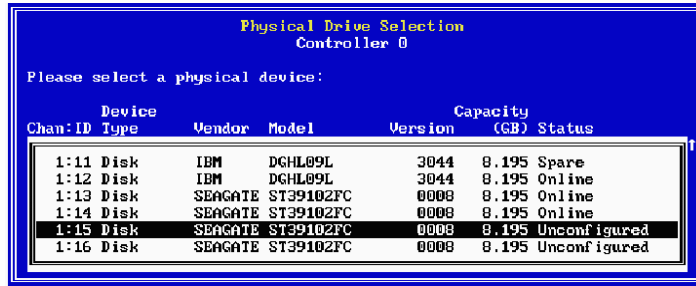 Physical Drive Selection
Controller 0
Please select a physical device:
Device Capacity
Chan:ID Type Vendor Model Version (GB) Status
1:11 Disk IBM DGHL09L 3044 8.195 Spare
1:12 Disk IBM DGHL09L 3044 8.195 Online
1:13 Disk SEAGATE ST39102FC 0008 8.195 Online
1:14 Disk SEAGATE ST39102FC 0008 8.195 Online
1:15 Disk SEAGATE ST39102FC 0008 8.195 Unconfigured
1:16 Disk SEAGATE ST39102FC 0008 8.195 Unconfigured